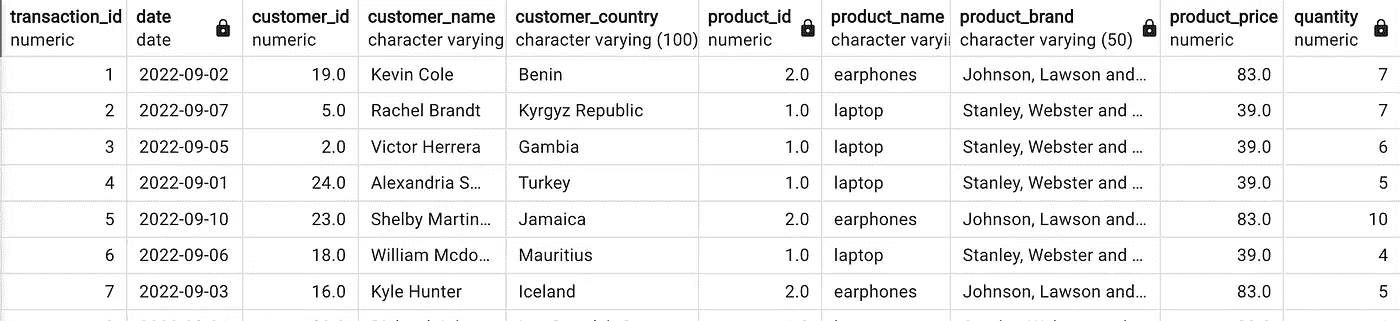 transaction_id date customer_id customer_name customer_country product_id product_name product_brand product_price quantity
numeric date numeric character varying character varying (100) numeric character varyi character varying (50) numeric numeric
1 2022-09-02 19.0 Kevin Cole Benin 2.0 earphones Johnson, Lawson and... 83.0 7
2 2022-09-07 5.0 Rachel Brandt Kyrgyz Republic 1.0 laptop Stanley, Webster and ... 39.0 7
3 2022-09-05 2.0 Victor Herrera Gambia 1.0 laptop Stanley, Webster and ... 39.0 6
4 2022-09-01 24.0 Alexandria S... Turkey 1.0 laptop Stanley, Webster and ... 39.0 5
5 2022-09-10 23.0 Shelby Martin... Jamaica 2.0 earphones Johnson, Lawson and... 83.0 10
6 2022-09-06 18.0 William Mcdo... Mauritius 1.0 laptop Stanley, Webster and ... 39.0 4
7 2022-09-03 16.0 Kyle Hunter Iceland 2.0 earphones Johnson, Lawson and... 83.0 5